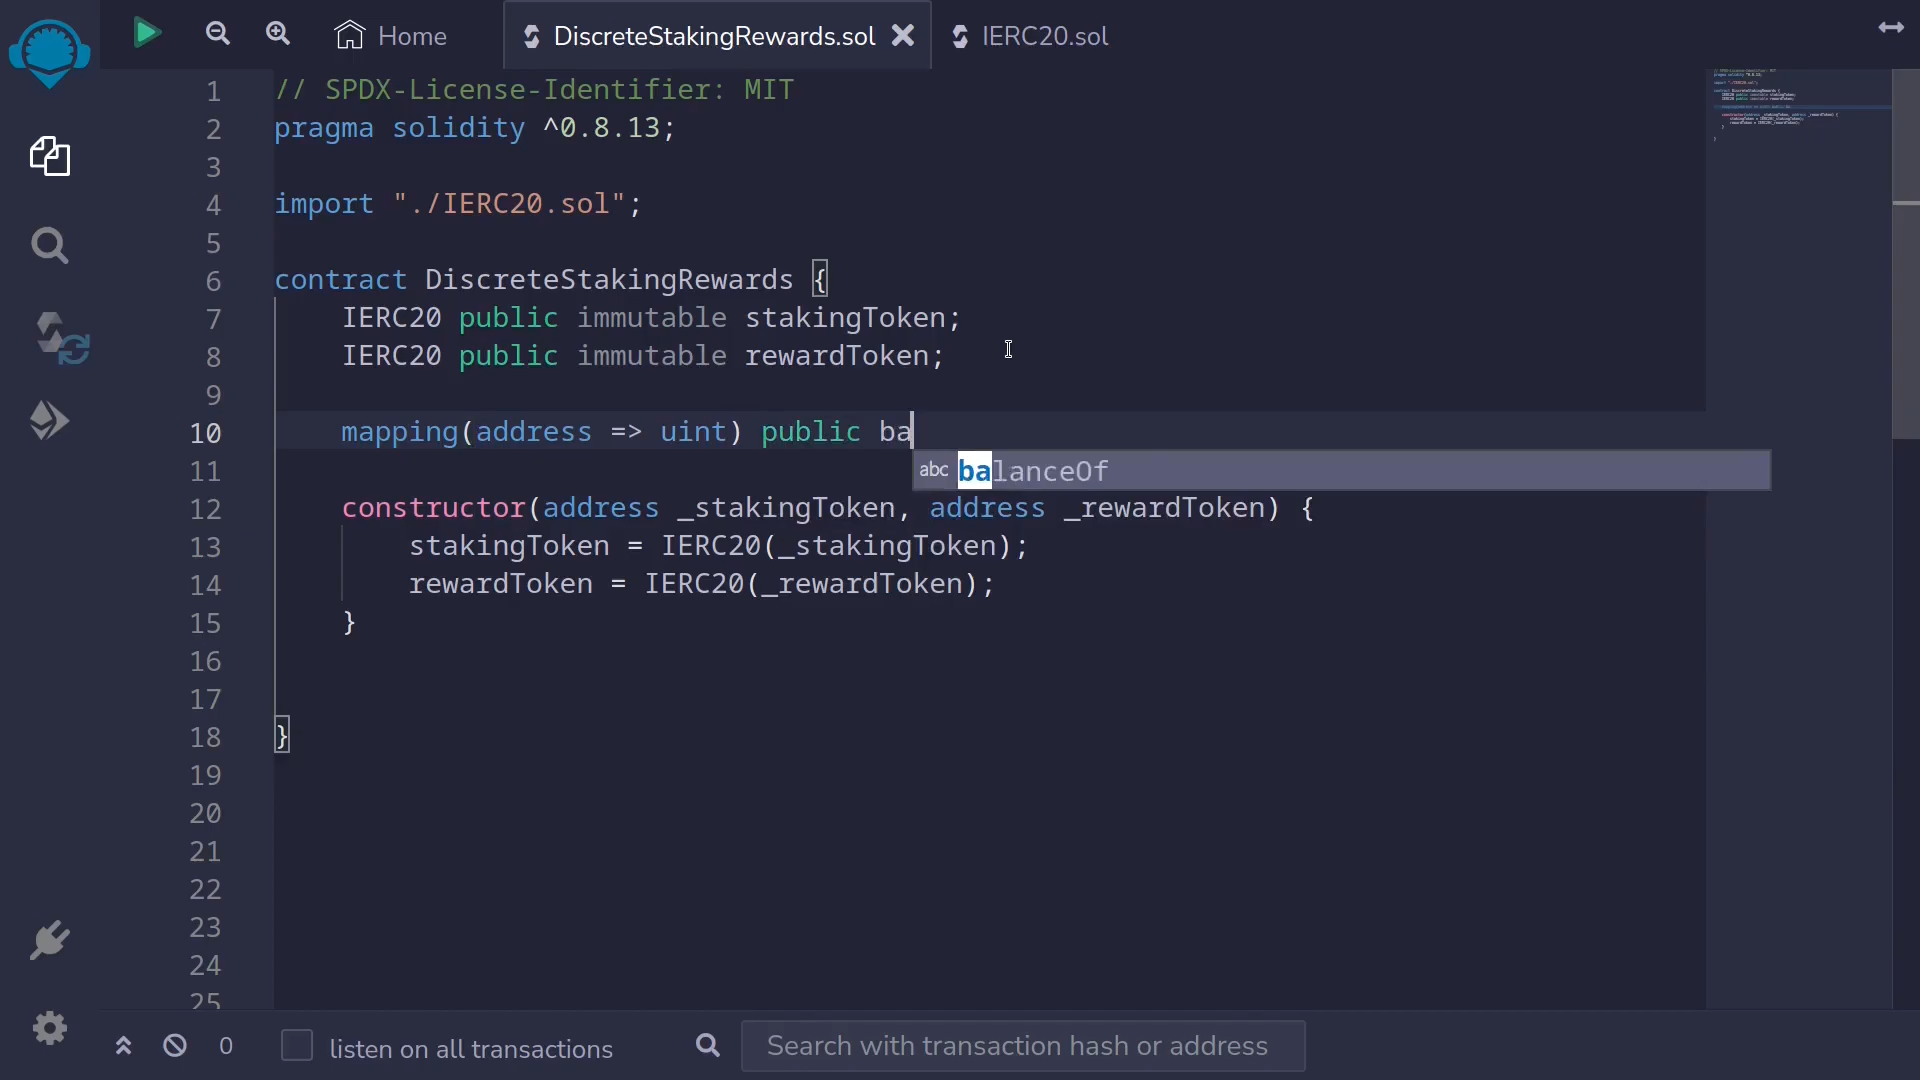 Home
DiscreteStakingRewards.sol
IERC20.sol
1 // SPDX-License-Identifier: MIT
2 pragma solidity ^0.8.13;
3
4 import "./IERC20.sol";
5
6 contract DiscreteStakingRewards {
7 IERC20 public immutable stakingToken;
8 IERC20 public immutable rewardToken;
9
10 mapping(address => uint) public ba
abc balanceOf
11
12 constructor(address _stakingToken, address _rewardToken) {
13 stakingToken = IERC20(_stakingToken);
14 rewardToken = IERC20(_rewardToken);
15 }
16
17
18 }
19
20
21
22
23
24
25
0
listen on all transactions
Search with transaction hash or address